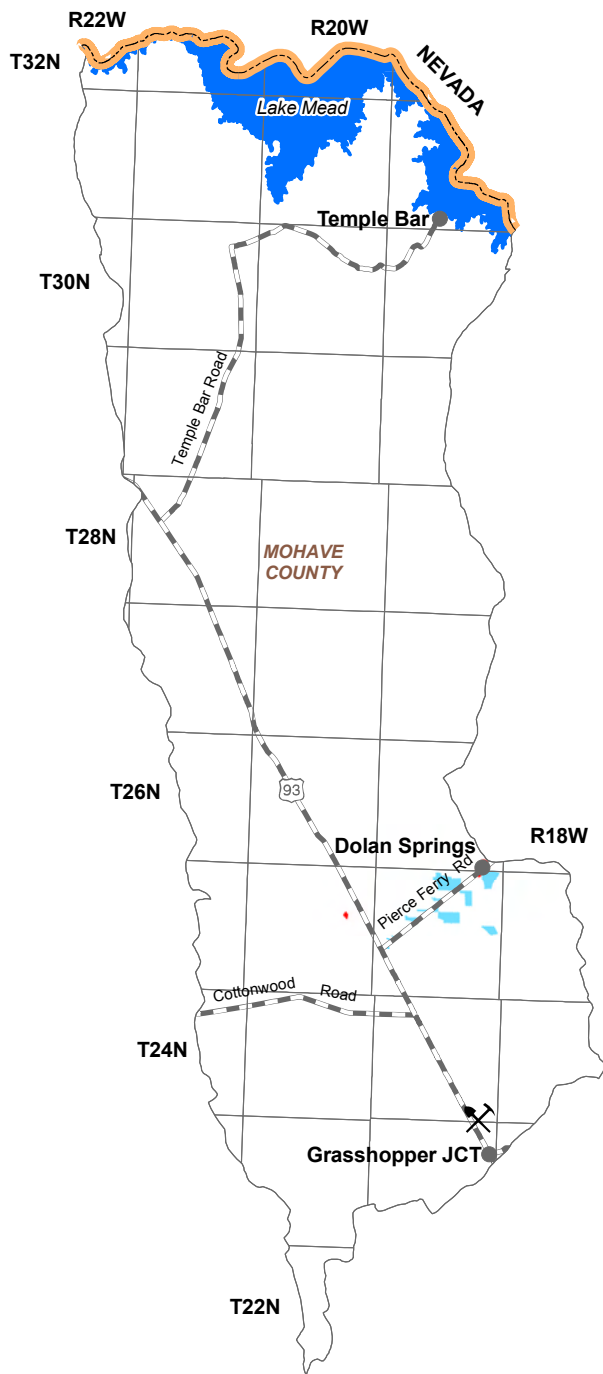 R22W
R20W
T32N
NEVADA
Lake Mead
Temple Bar
T30N
Temple Bar Road
T28N
MOHAVE
COUNTY
T26N
93
Dolan Springs
R18W
Pierce Ferry Rd
Cottonwood Road
T24N
Grasshopper JCT
T22N